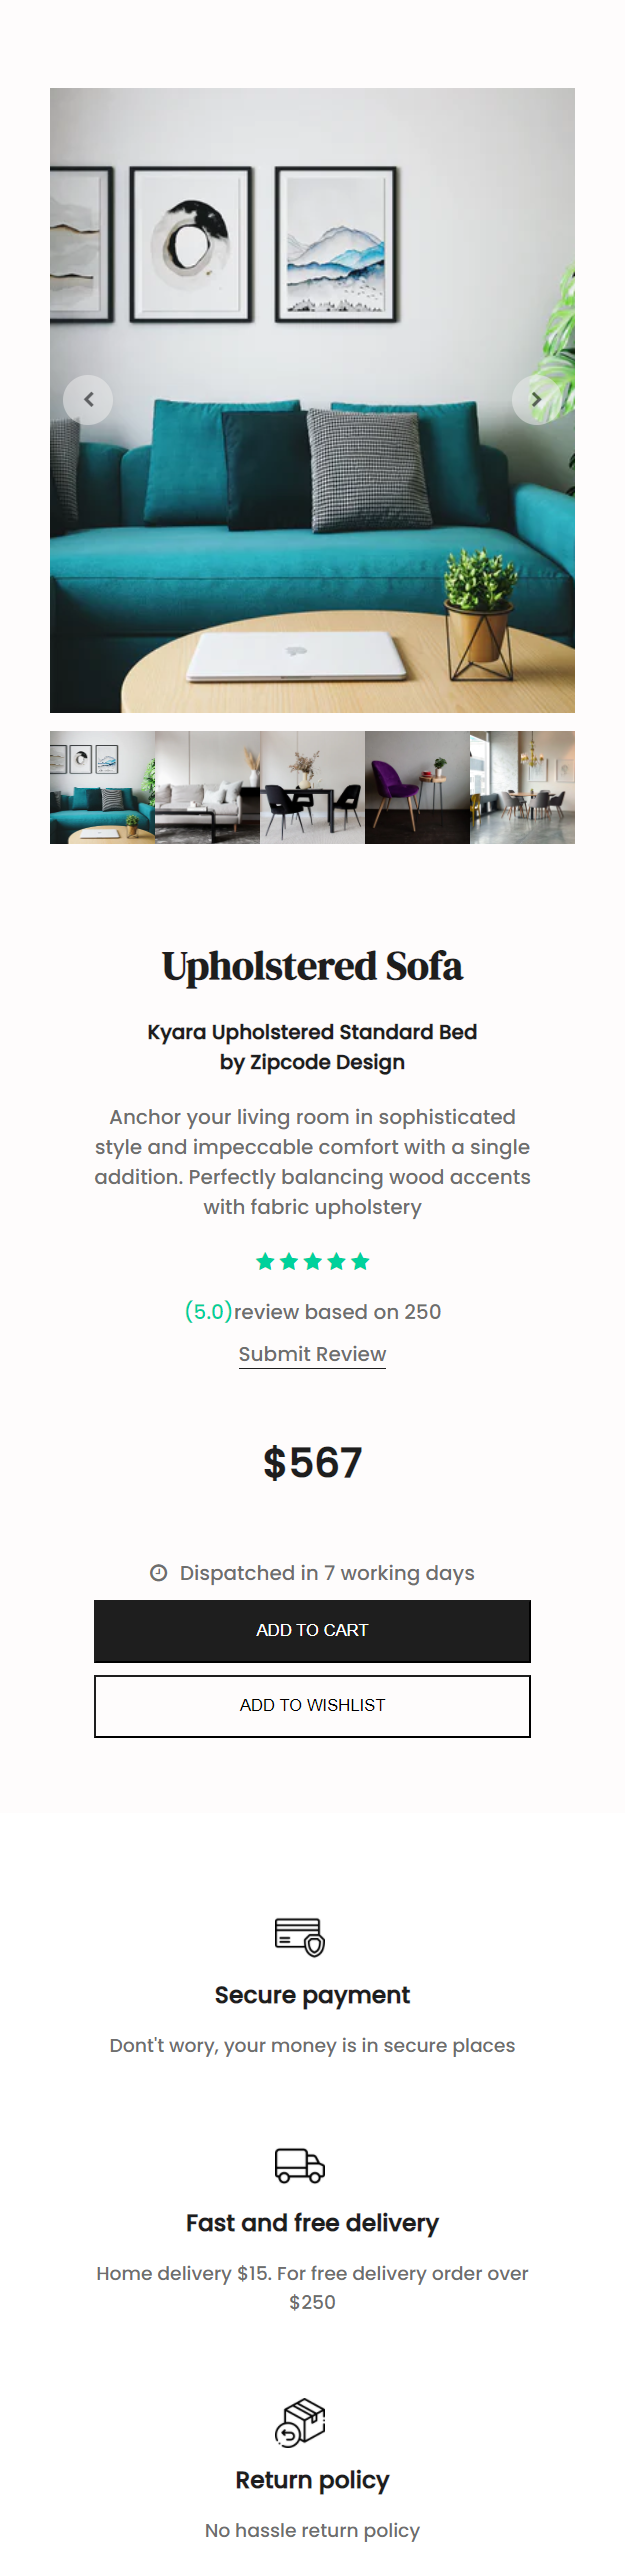 Upholstered Sofa
Kyara Upholstered Standard Bed
by Zipcode Design
Anchor your living room in sophisticated
style and impeccable comfort with a single
addition. Perfectly balancing wood accents
with fabric upholstery
(5.0)review based on 250
Submit Review
$567
Dispatched in 7 working days
ADD TO CART
ADD TO WISHLIST
Secure payment
Dont't wory, your money is in secure places
Fast and free delivery
Home delivery $15. For free delivery order over
$250
Return policy
No hassle return policy